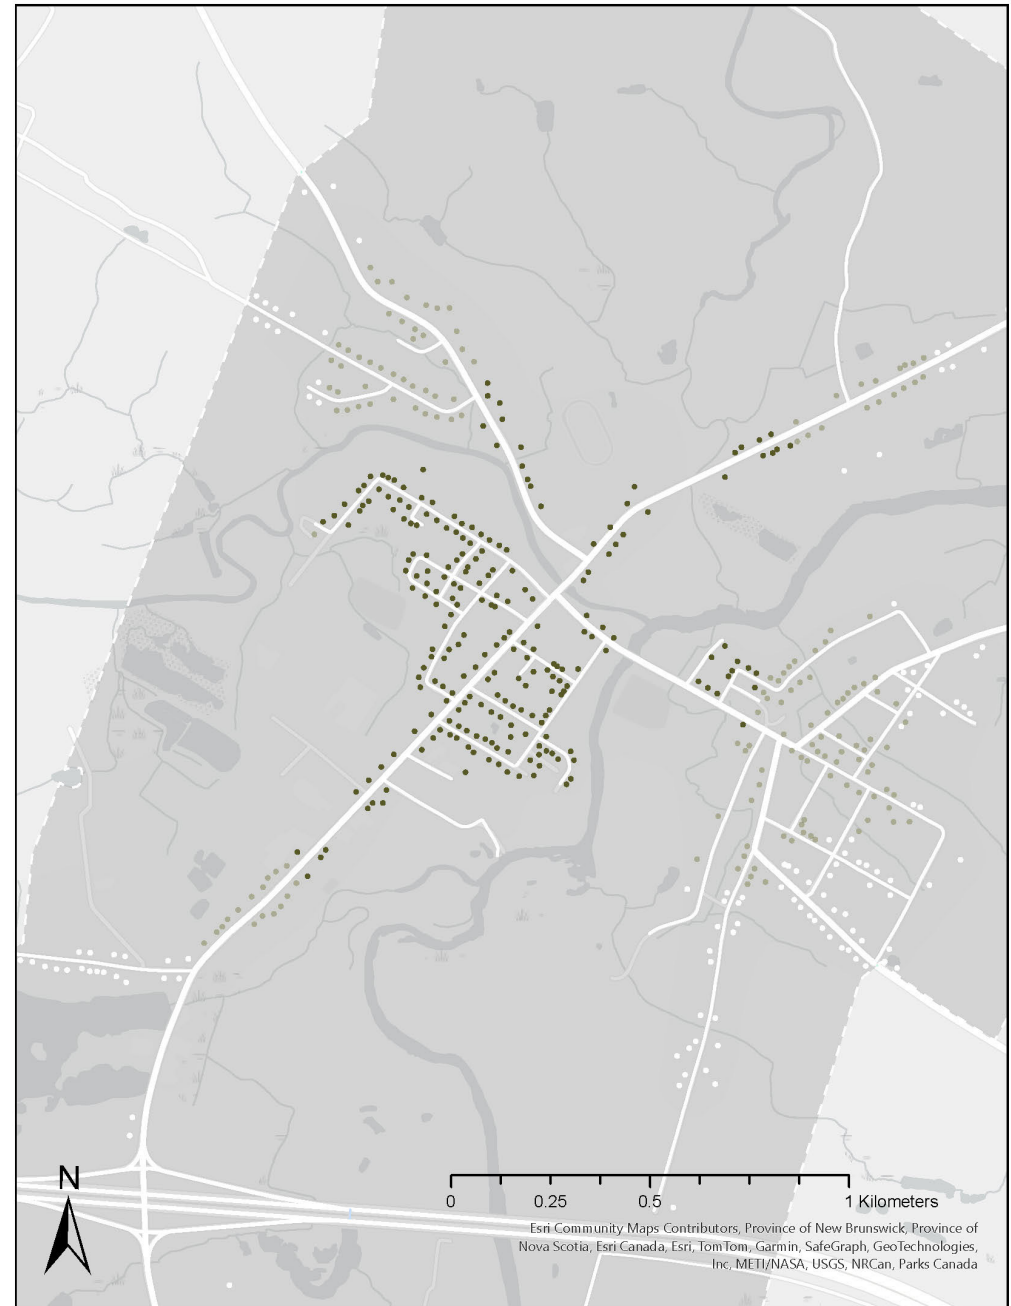 N
0 0.25 0.5 1 Kilometers
Esri Community Maps Contributors, Province of New Brunswick, Province of
Nova Scotia, Esri Canada, Esri, TomTom, Garmin, SafeGraph, GeoTechnologies,
Inc, METI/NASA, USGS, NRCan, Parks Canada